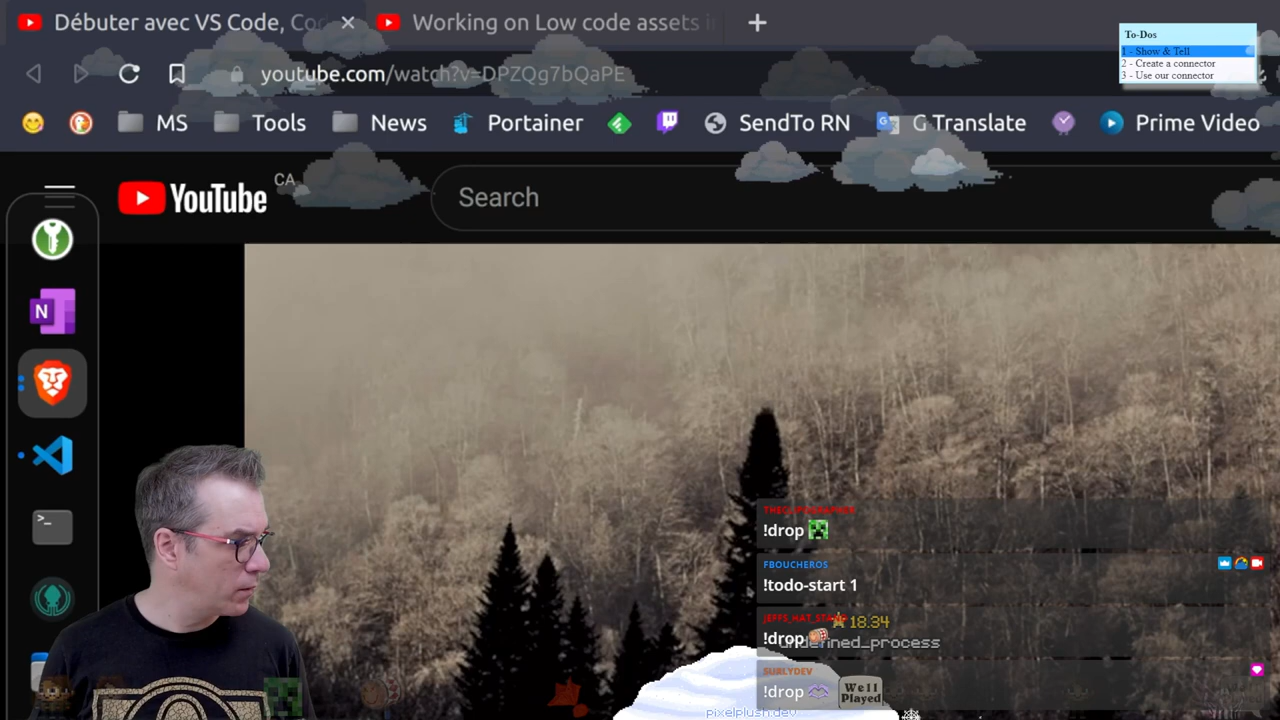 Débuter avec VS Code, Co
Working on Low code assets i
youtube.com/watch?v=DPZQg7bQaPE
To-Dos
1 - Show & Tell
2 - Create a connector
3 - Use our connector
MS
Tools
News
Portainer
SendTo RN
G Translate
Prime Video
YouTube
CA
Search
N
!drop
FBOUCHEROS
!todo-start 1
JEFFS_HAT_STAND
18.34
!drop
undefined_process
SURLYDEV
!drop
Well
Played
pixelplush.dev